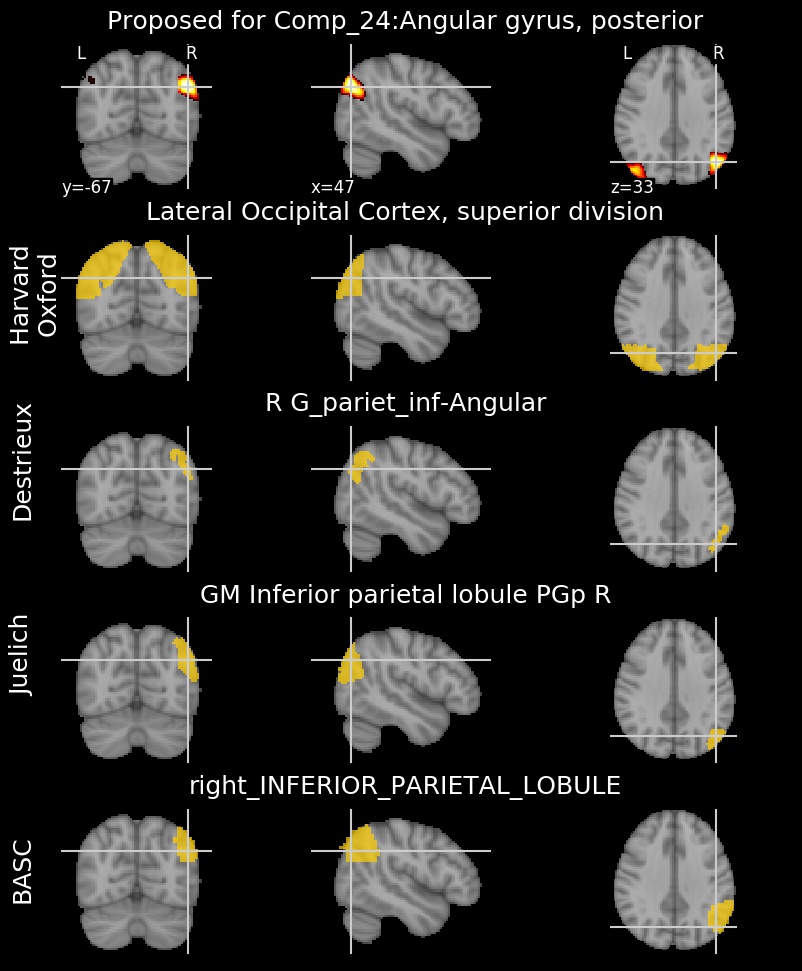 Proposed for Comp_24:Angular gyrus, posterior
L R L R
y=-67 x=47 z=33
Lateral Occipital Cortex, superior division
Harvard
Oxford
R G_pariet_inf-Angular
Destrieux
GM Inferior parietal lobule PGp R
Juelich
right_INFERIOR_PARIETAL_LOBULE
BASC